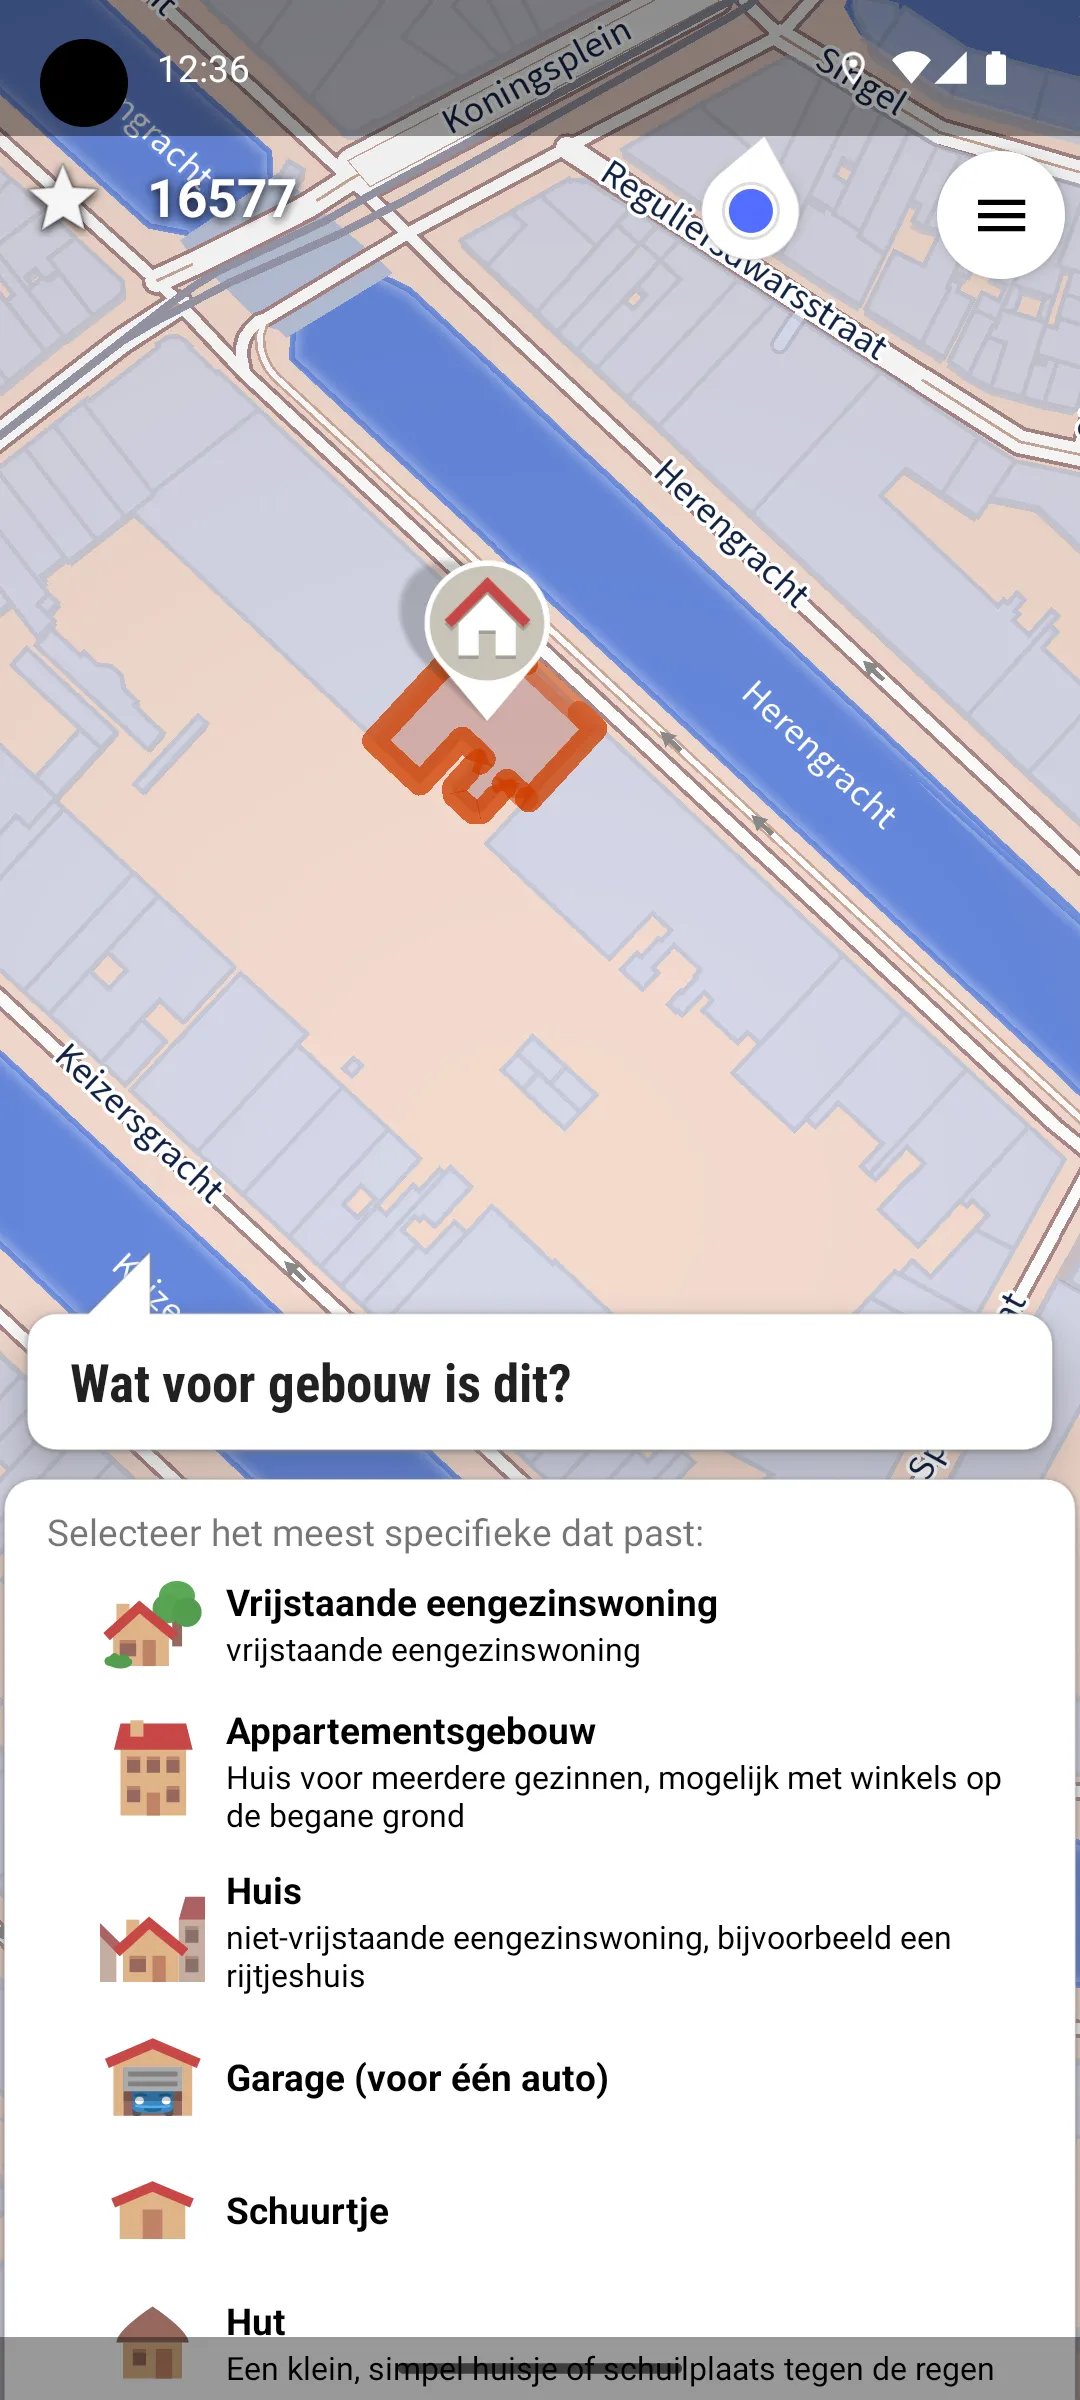 12:36
Koningsplein
Singel
engracht
16577
Reguliersdwarsstraat
Herengracht
Herengracht
Keizersgracht
Wat voor gebouw is dit?
Selecteer het meest specifieke dat past:
Vrijstaande eengezinswoning
vrijstaande eengezinswoning
Appartementsgebouw
Huis voor meerdere gezinnen, mogelijk met winkels op
de begane grond
Huis
niet-vrijstaande eengezinswoning, bijvoorbeeld een
rijtjeshuis
Garage (voor één auto)
Schuurtje
Hut
Een klein, simpel huisje of schuilplaats tegen de regen